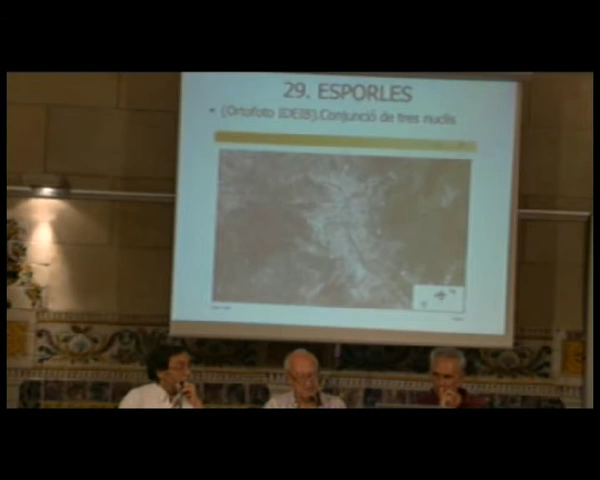 29. ESPORLES
• (Ortofoto IDEIB).Conjunció de tres nuclis